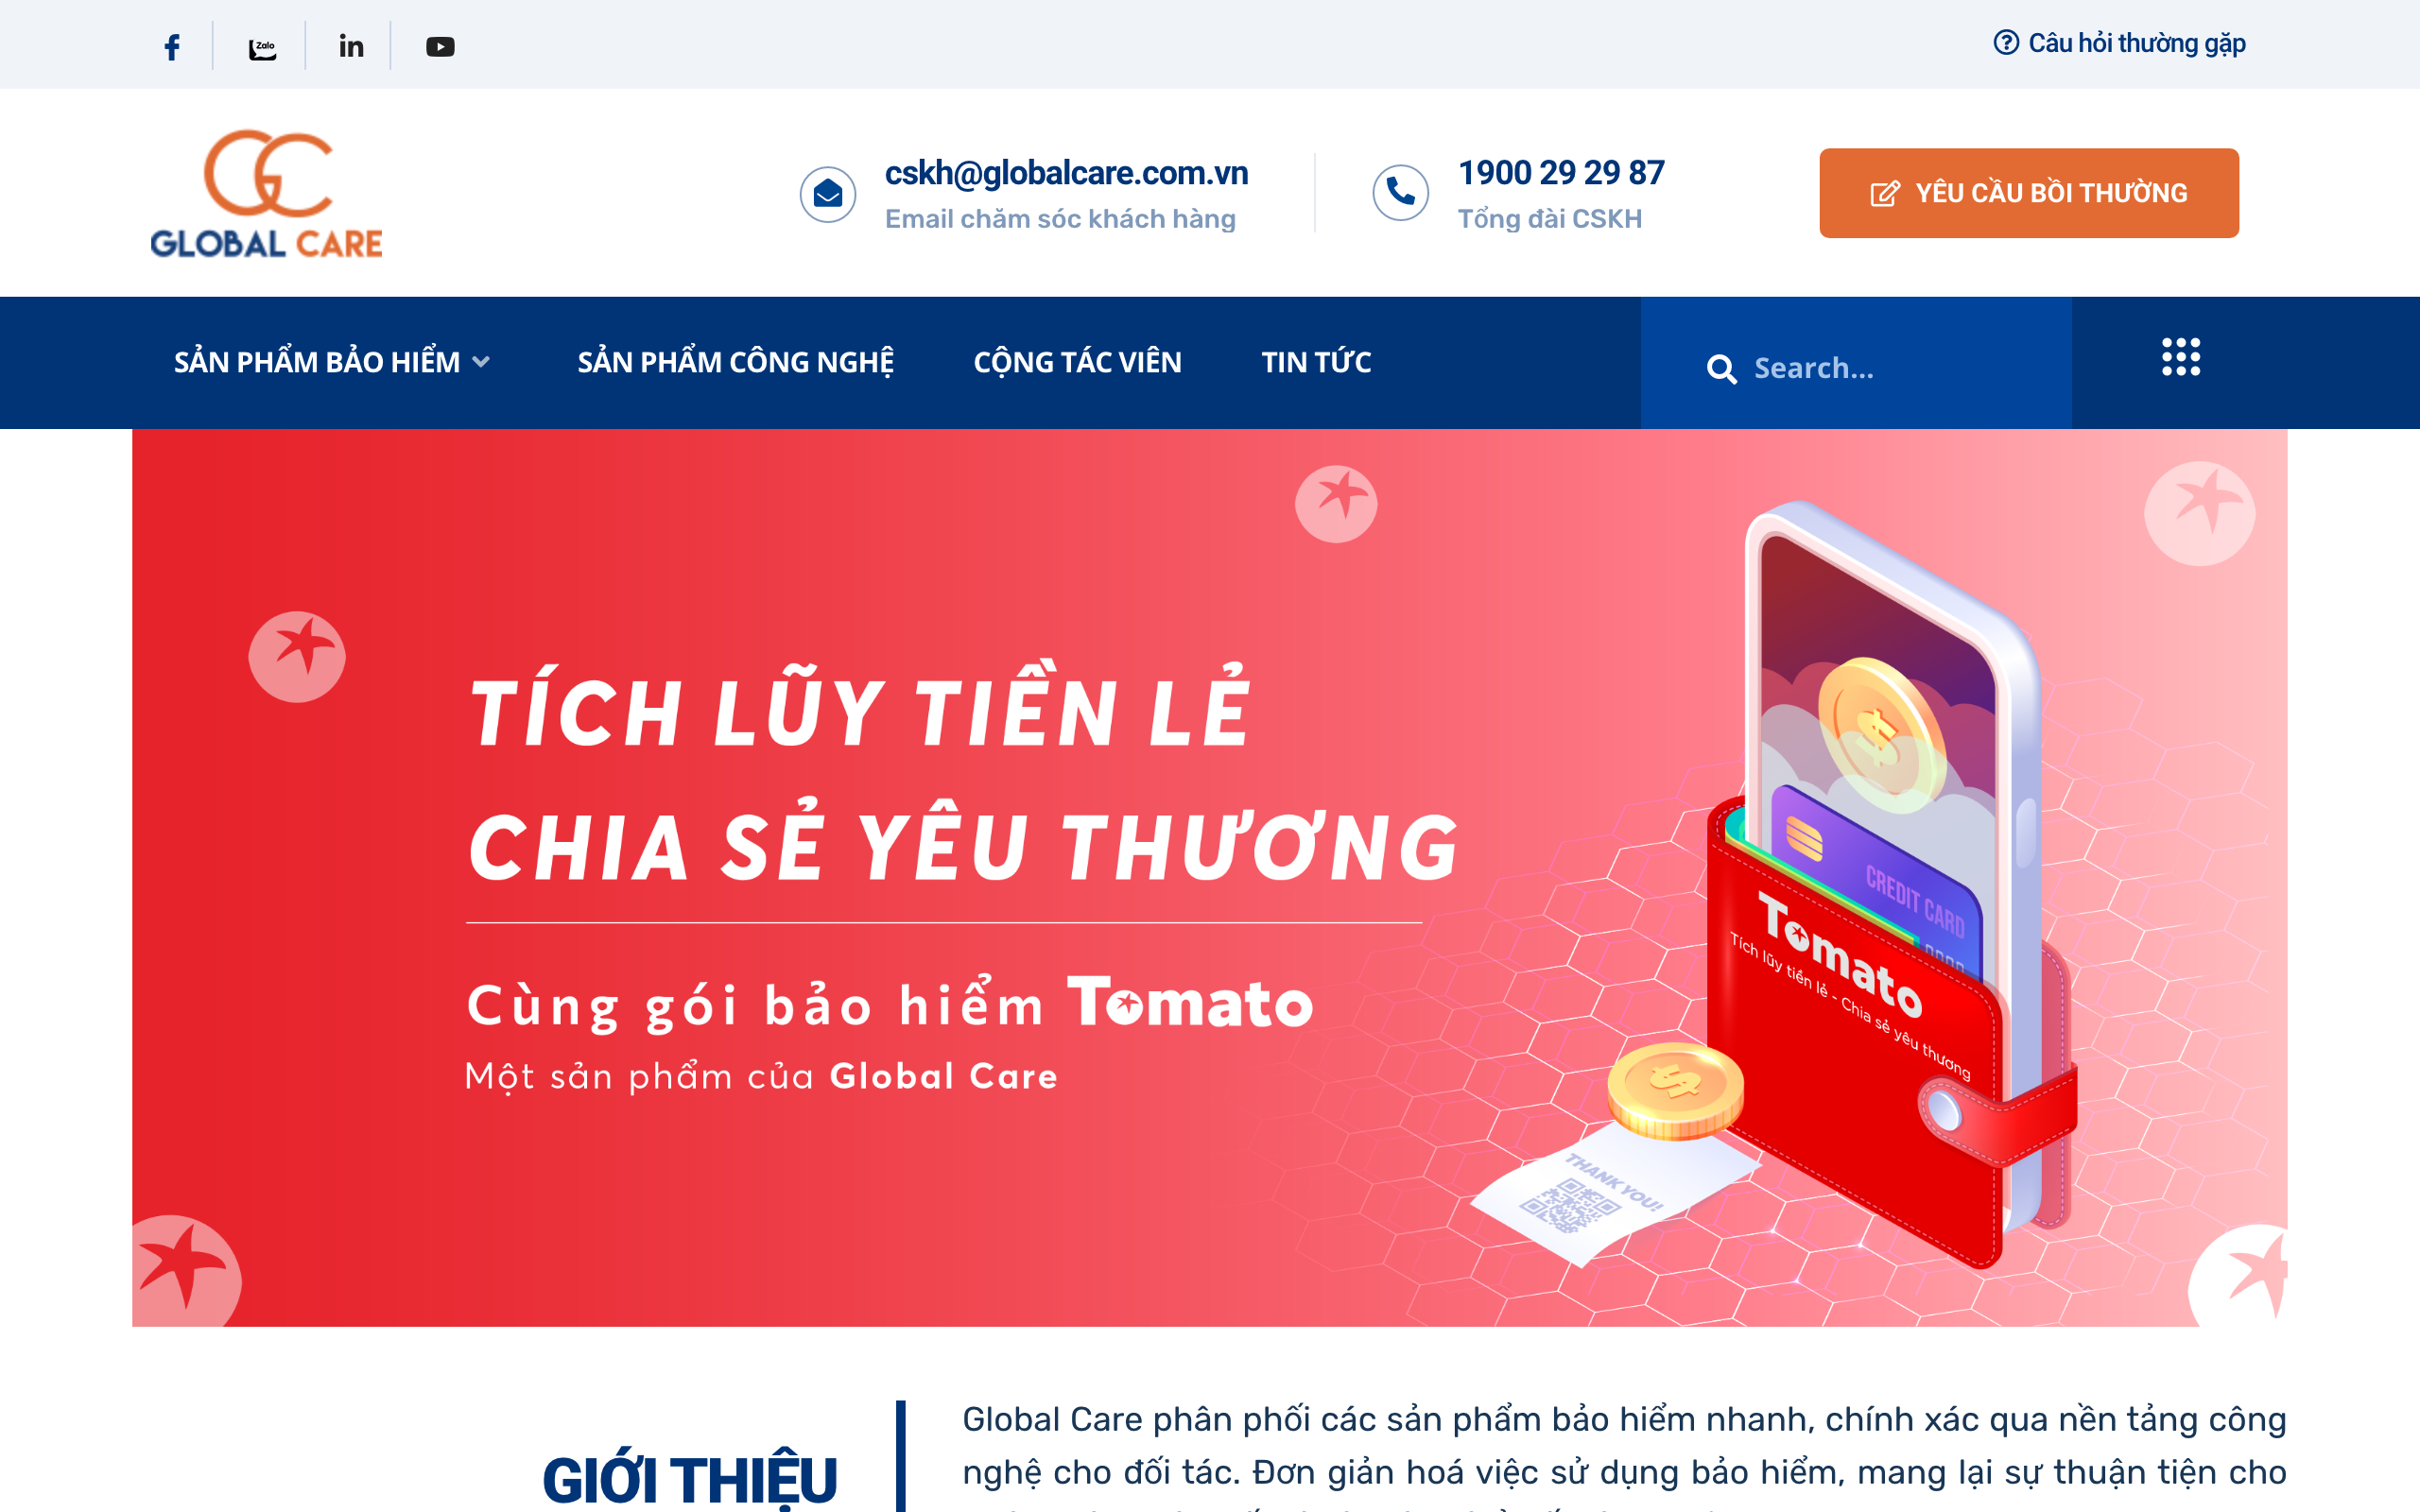 Zalo
Câu hỏi thường gặp
GLOBAL CARE
cskh@globalcare.com.vn
Email chăm sóc khách hàng
1900 29 29 87
Tổng đài CSKH
YÊU CẦU BỒI THƯỜNG
SẢN PHẨM BẢO HIỂM
SẢN PHẨM CÔNG NGHỆ
CỘNG TÁC VIÊN
TIN TỨC
Search...
TÍCH LŨY TIỀN LẺ
CHIA SẺ YÊU THƯƠNG
Cùng gói bảo hiểm Tomato
Một sản phẩm của Global Care
CREDIT CARD
Tomato
Tích lũy tiền lẻ - Chia sẻ yêu thương
THANK YOU!
GIỚI THIỆU
Global Care phân phối các sản phẩm bảo hiểm nhanh, chính xác qua nền tảng công
nghệ cho đối tác. Đơn giản hoá việc sử dụng bảo hiểm, mang lại sự thuận tiện cho